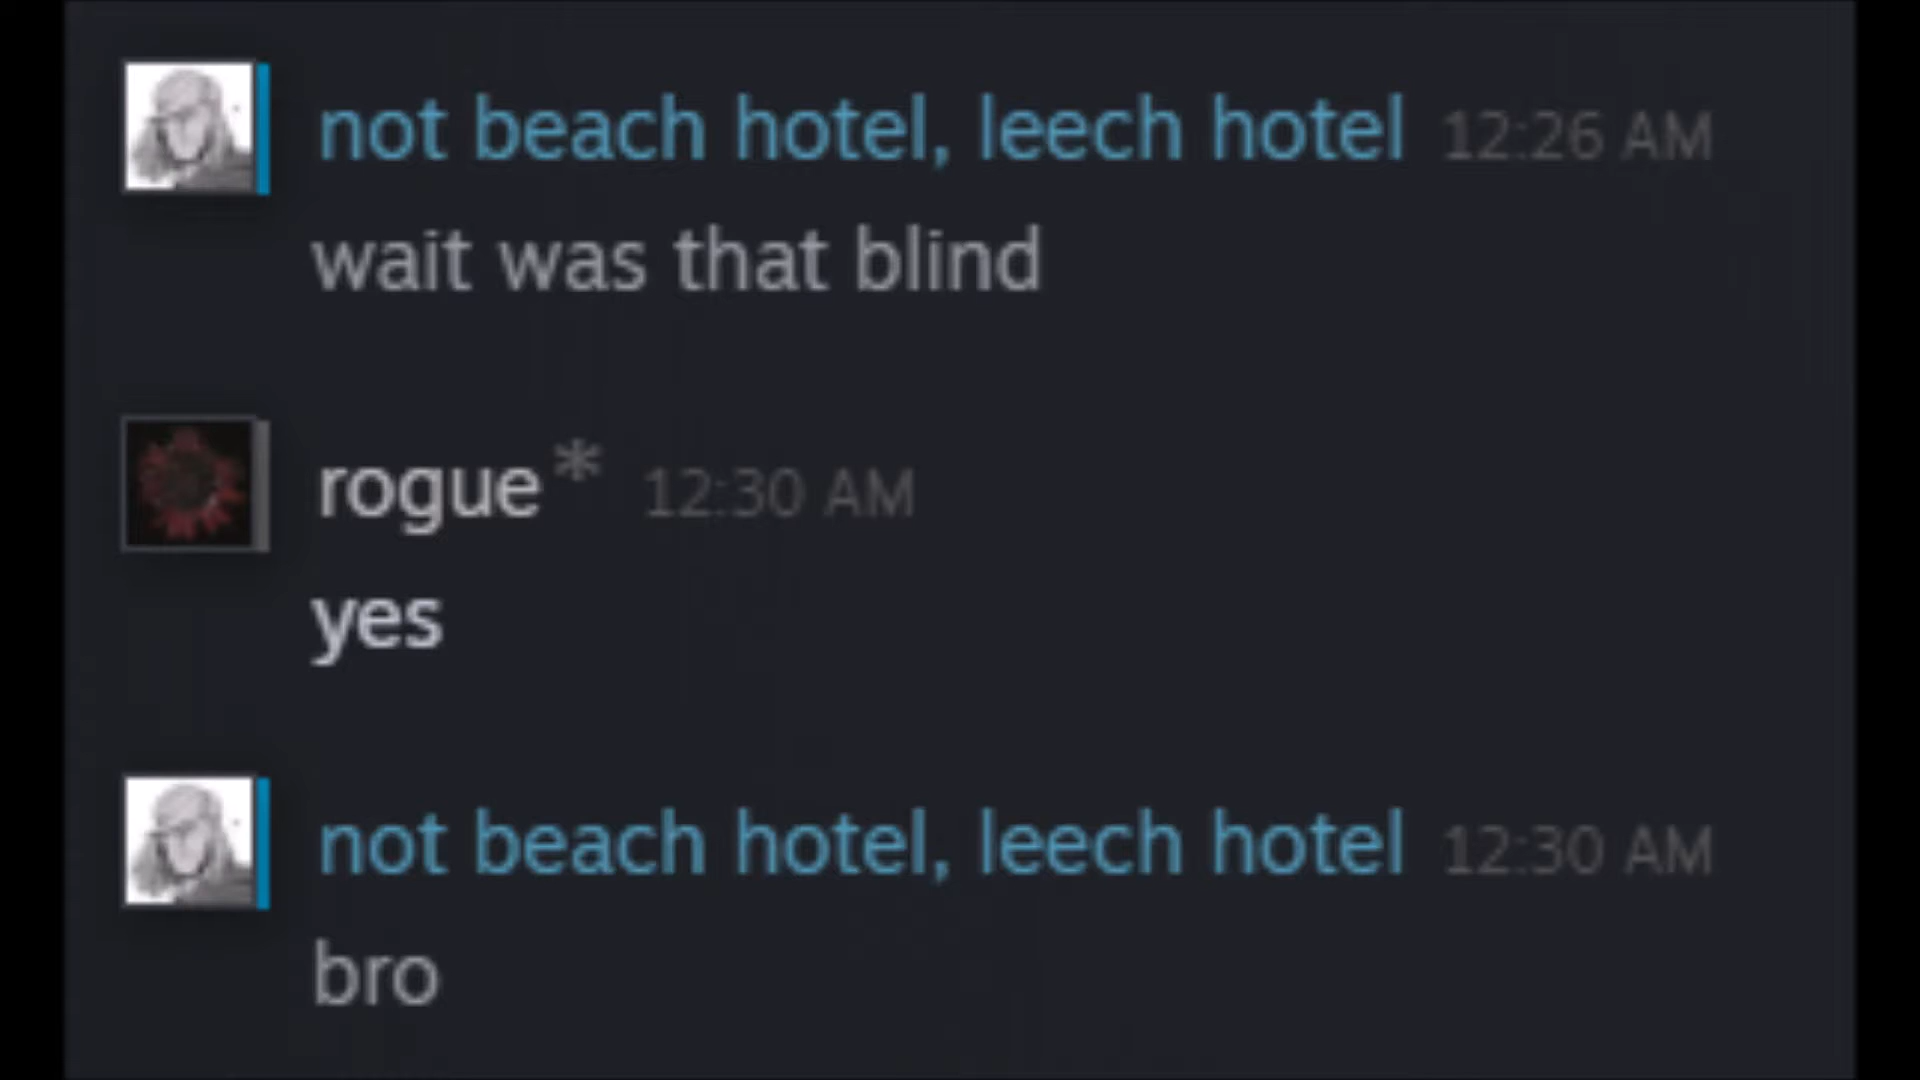 not beach hotel, leech hotel 12:26 AM
wait was that blind
rogue* 12:30 AM
yes
not beach hotel, leech hotel 12:30 AM
bro